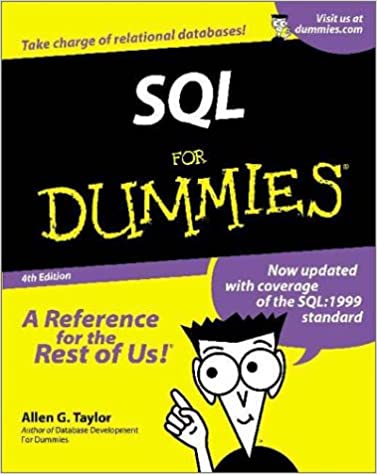 Take charge of relational databases!
Visit us at
dummies.com
SQL
FOR
DUMMIES®
4th Edition
Now updated
with coverage
of the SQL:1999
standard
A Reference
for the
Rest of Us!®
Allen G. Taylor
Author of Database Development
For Dummies